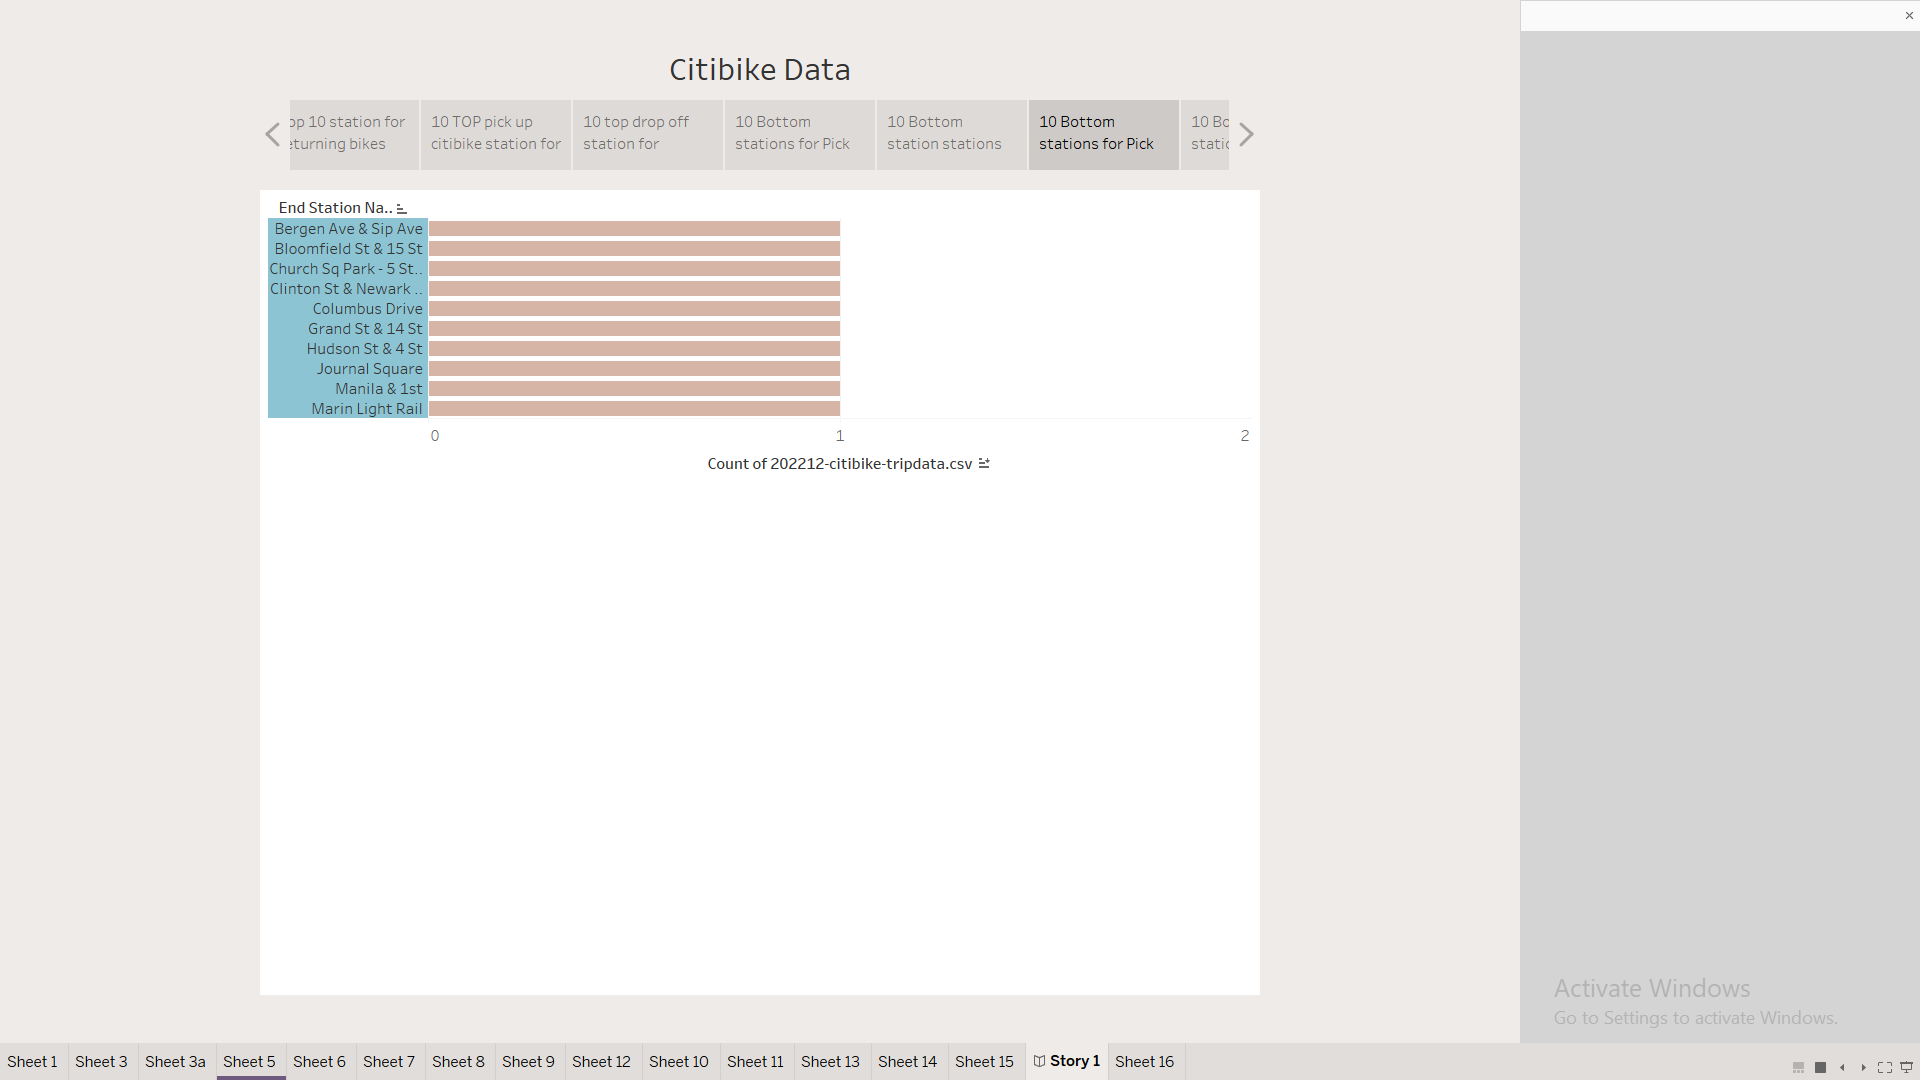 Citibike Data
op 10 station for
eturning bikes
10 TOP pick up
citibike station for
10 top drop off
station for
10 Bottom
stations for Pick
10 Bottom
station stations
10 Bottom
stations for Pick
10 Bo
static
End Station Na..
Bergen Ave & Sip Ave
Bloomfield St & 15 St
Church Sq Park - 5 St..
Clinton St & Newark ..
Columbus Drive
Grand St & 14 St
Hudson St & 4 St
Journal Square
Manila & 1st
Marin Light Rail
0 1 2
Count of 202212-citibike-tripdata.csv
Activate Windows
Go to Settings to activate Windows.
Sheet 1 Sheet 3 Sheet 3a Sheet 5 Sheet 6 Sheet 7 Sheet 8 Sheet 9 Sheet 12 Sheet 10 Sheet 11 Sheet 13 Sheet 14 Sheet 15 Story 1 Sheet 16